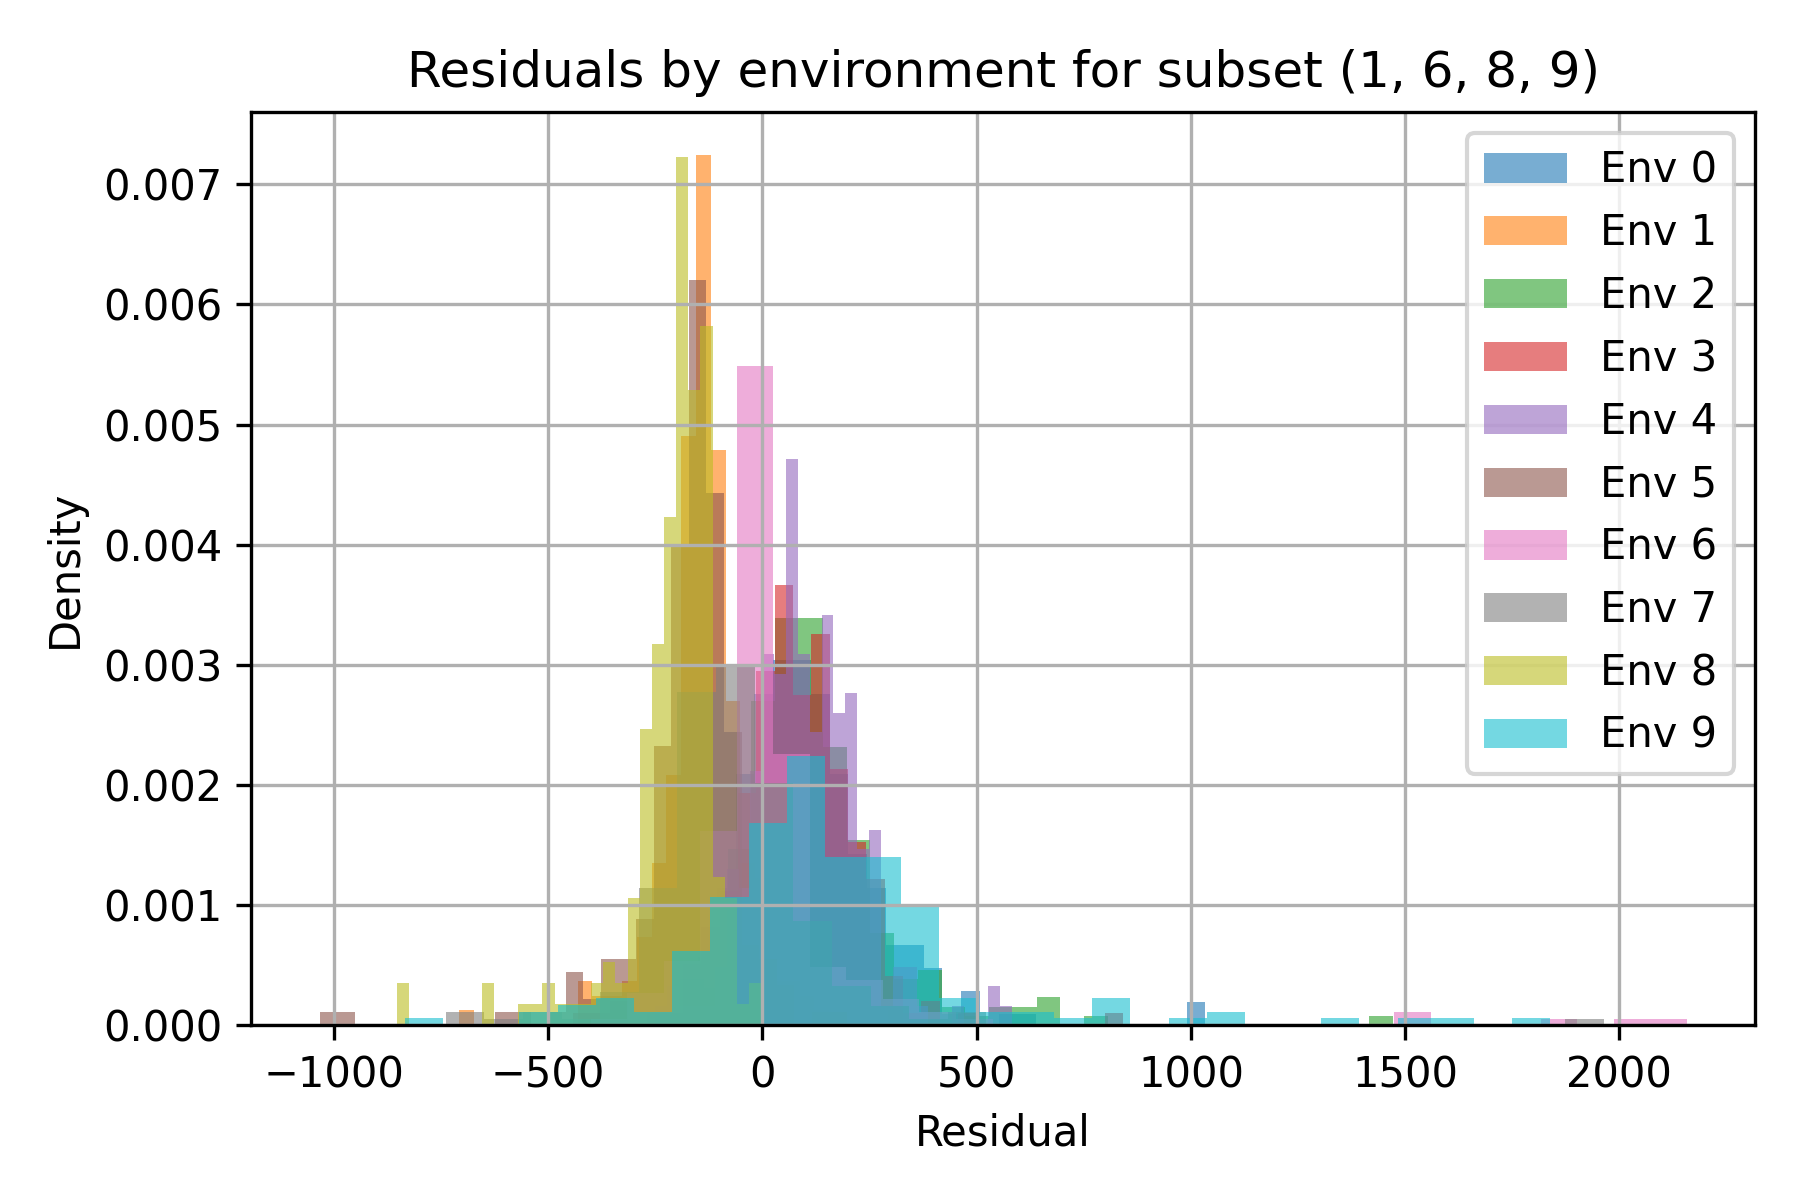 Residuals by environment for subset (1, 6, 8, 9)
Density
0.007
0.006
0.005
0.004
0.003
0.002
0.001
0.000
−1000
−500
0
500
1000
1500
2000
Residual
Env 0
Env 1
Env 2
Env 3
Env 4
Env 5
Env 6
Env 7
Env 8
Env 9